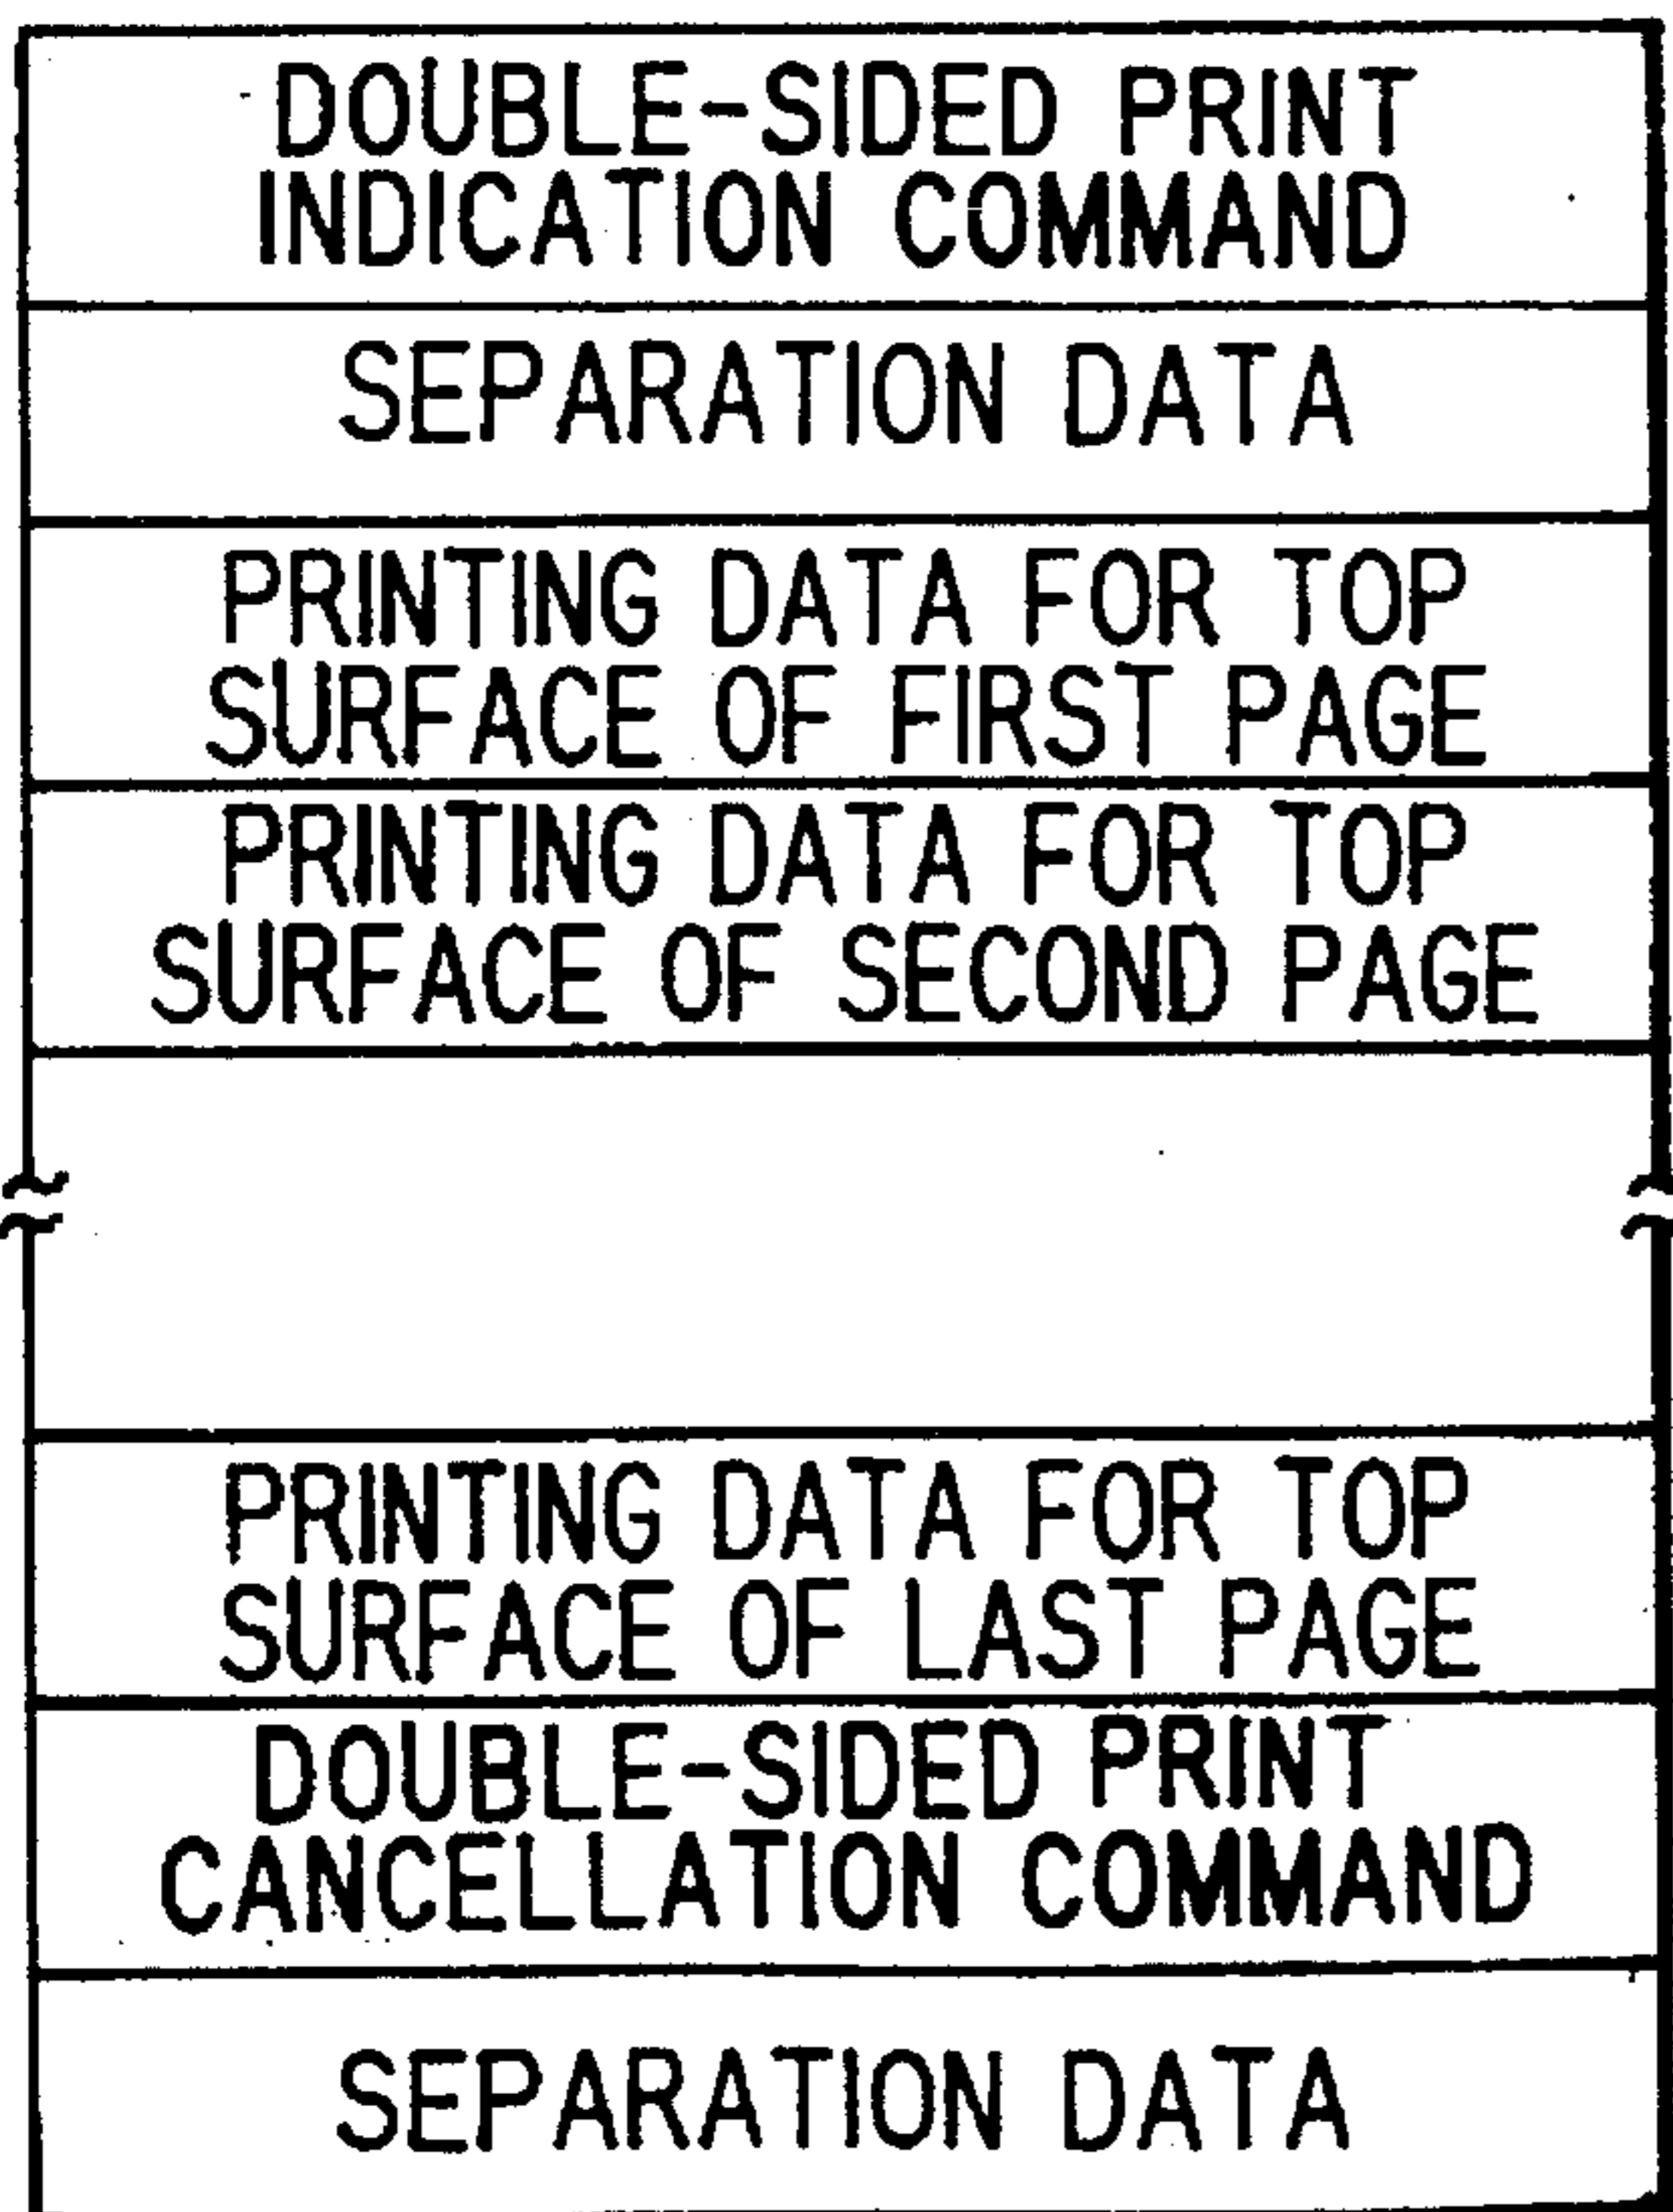 DOUBLE-SIDED PRINT
INDICATION COMMAND
SEPARATION DATA
PRINTING DATA FOR TOP
SURFACE OF FIRST PAGE
PRINTING DATA FOR TOP
SURFACE OF SECOND PAGE
PRINTING DATA FOR TOP
SURFACE OF LAST PAGE
DOUBLE-SIDED PRINT
CANCELLATION COMMAND
SEPARATION DATA